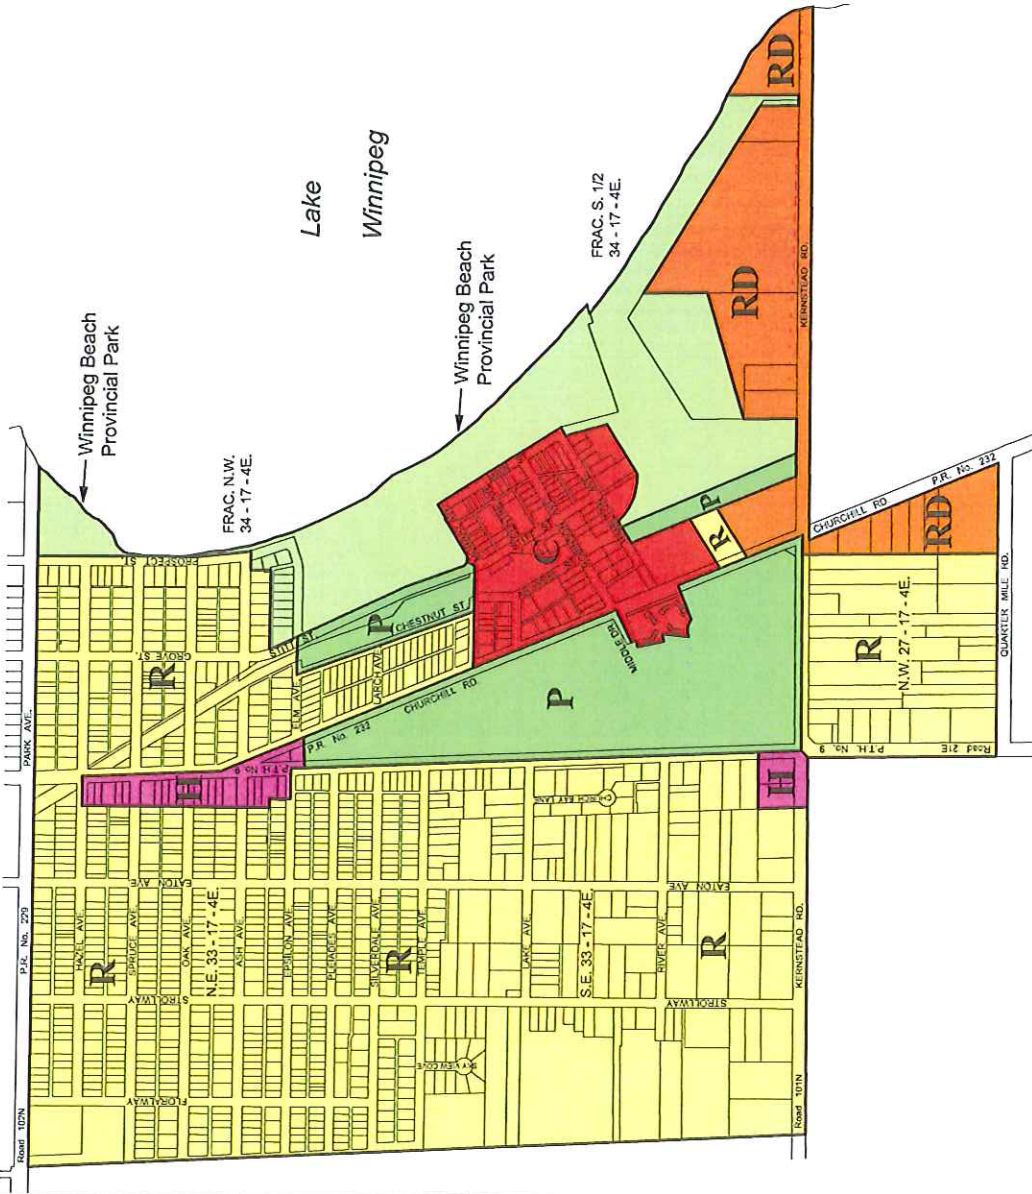 Lake
Winnipeg
Winnipeg Beach
Provincial Park
Winnipeg Beach
Provincial Park
FRAC. N.W.
34 - 17 - 4E.
FRAC. S. 1/2
34 - 17 - 4E.
RD
RD
RD
R
P
C
R
P
P
H
H
R
R
R
R
N.E. 33 - 17 - 4E.
S.E. 33 - 17 - 4E.
N.W. 27 - 17 - 4E.
PARK AVE.
P.R. No. 229
Road 102N
PROSPECT ST.
GROVE ST.
STITT ST.
CHESTNUT ST.
ELM AVE
LARCH AVE
CHURCHILL RD
P.R. No. 232
P.T.H. No. 9
MIDDLE DR
HAZEL AVE.
SPRUCE AVE.
OAK AVE.
ASH AVE.
EPSILON AVE.
PLEIADES AVE.
SILVERDALE AVE.
TEMPLE AVE.
LAKE AVE.
RIVER AVE.
EATON AVE
EATON AVE
STROLLWAY
STROLLWAY
FLORALWAY
SKY VIEW COVE
KERNSTEAD RD.
KERNSTEAD RD.
Road 101N
CHURCHILL RD
P.R. No. 232
QUARTER MILE RD.
P.T.H. No. 9
Road 21E